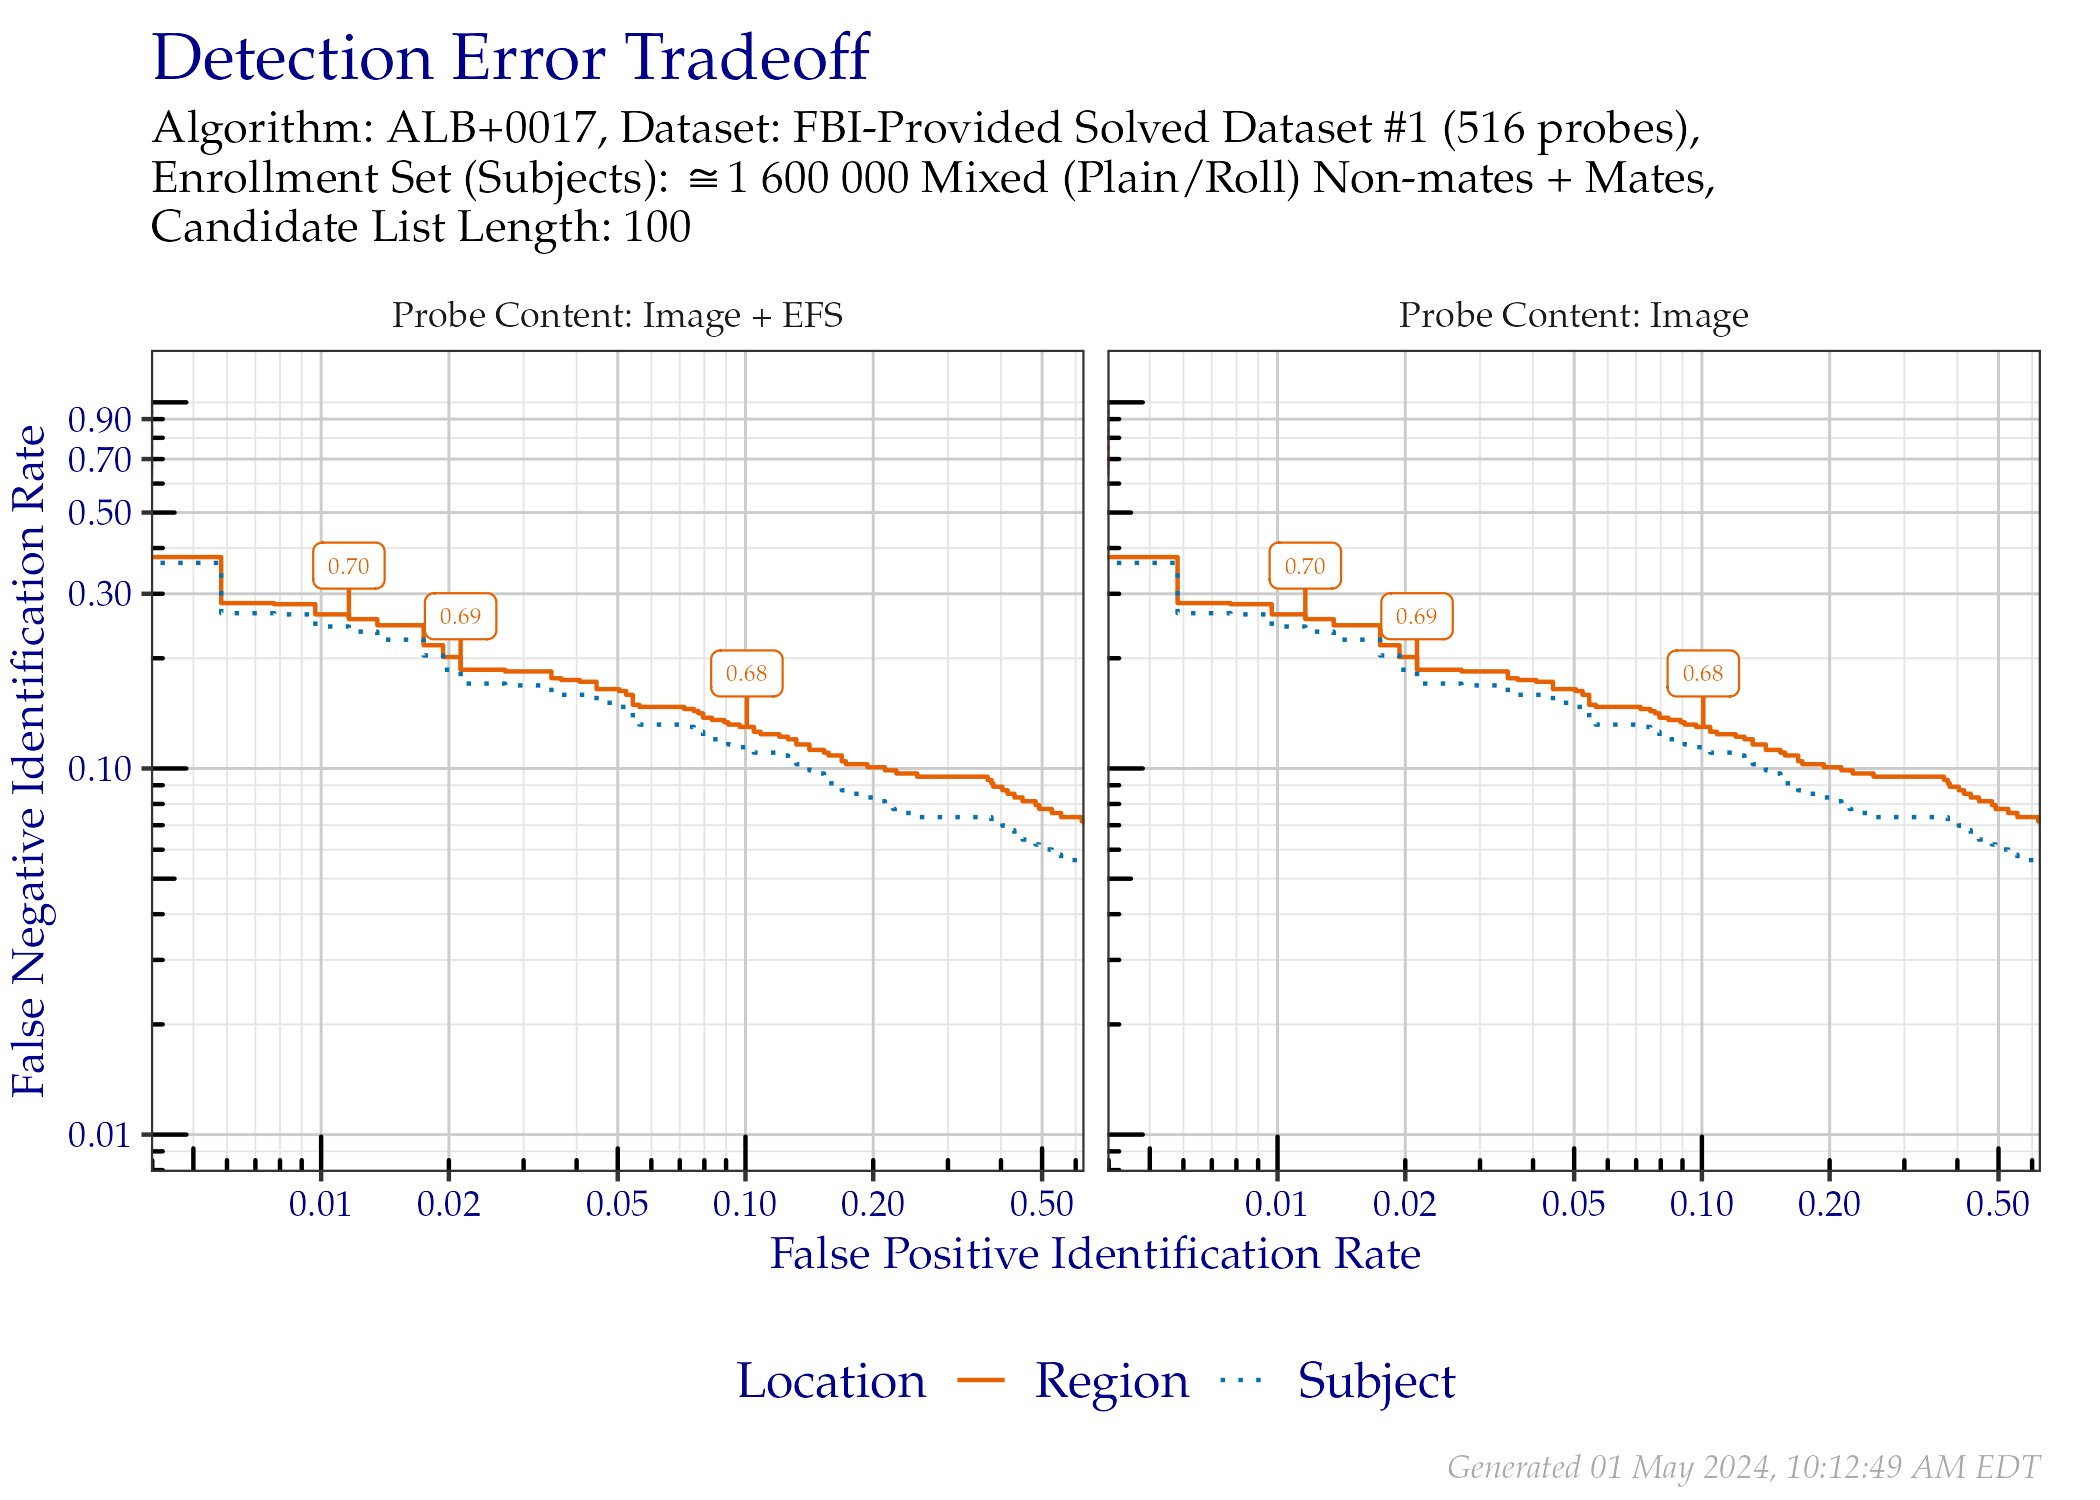 Detection Error Tradeoff
Algorithm: ALB+0017, Dataset: FBI-Provided Solved Dataset #1 (516 probes),
Enrollment Set (Subjects): ≅1 600 000 Mixed (Plain/Roll) Non-mates + Mates,
Candidate List Length: 100
Probe Content: Image + EFS
Probe Content: Image
False Negative Identification Rate
0.90
0.70
0.50
0.30
0.10
0.01
0.70
0.69
0.68
0.70
0.69
0.68
0.01 0.02 0.05 0.10 0.20 0.50
0.01 0.02 0.05 0.10 0.20 0.50
False Positive Identification Rate
Location Region Subject
Generated 01 May 2024, 10:12:49 AM EDT